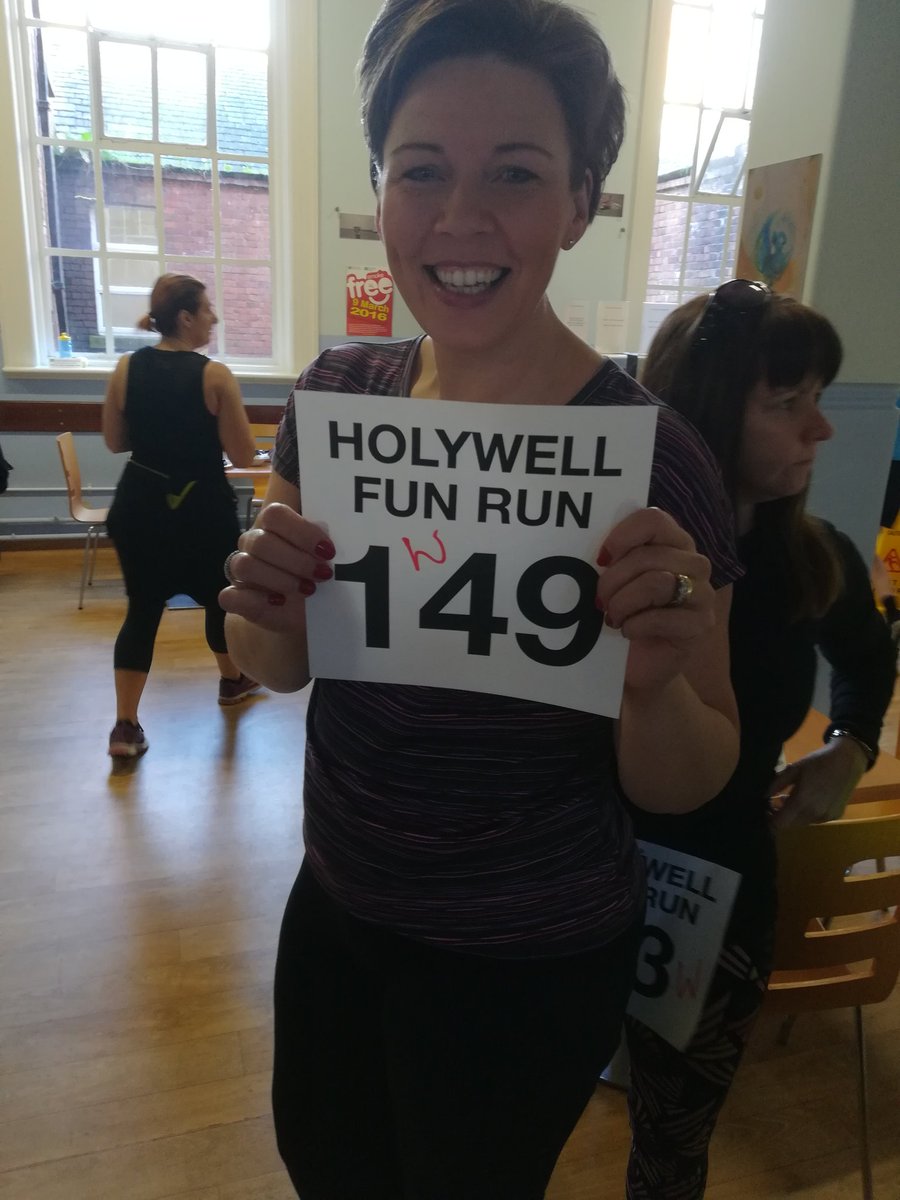 free
9 March
2016
HOLYWELL
FUN RUN
W
149
WELL
RUN
3 W